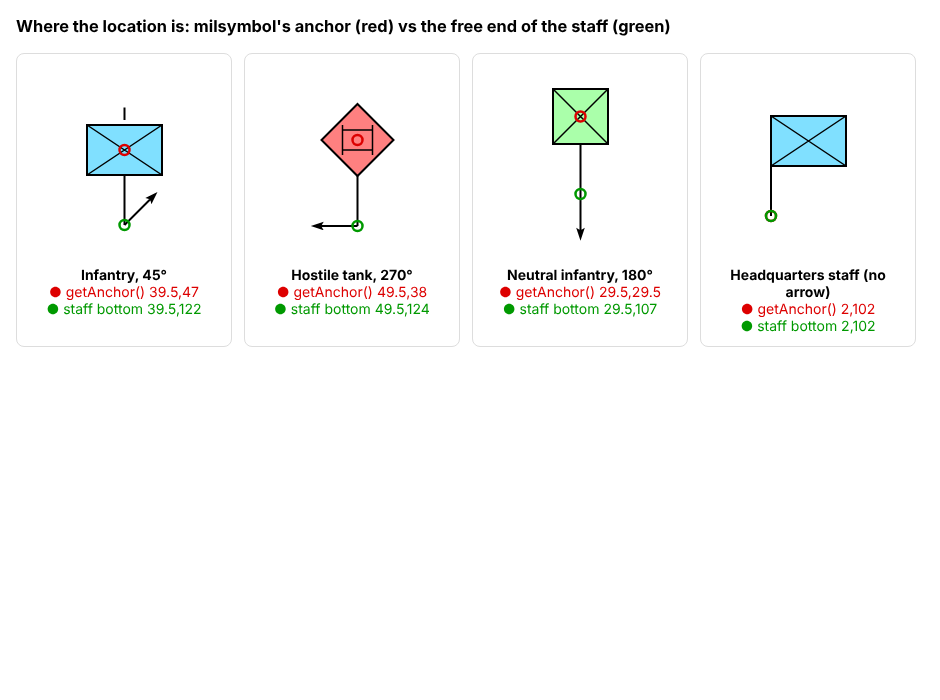 Where the location is: milsymbol's anchor (red) vs the free end of the staff (green)
Infantry, 45°
● getAnchor() 39.5,47
● staff bottom 39.5,122
Hostile tank, 270°
● getAnchor() 49.5,38
● staff bottom 49.5,124
Neutral infantry, 180°
● getAnchor() 29.5,29.5
● staff bottom 29.5,107
Headquarters staff (no
arrow)
● getAnchor() 2,102
● staff bottom 2,102